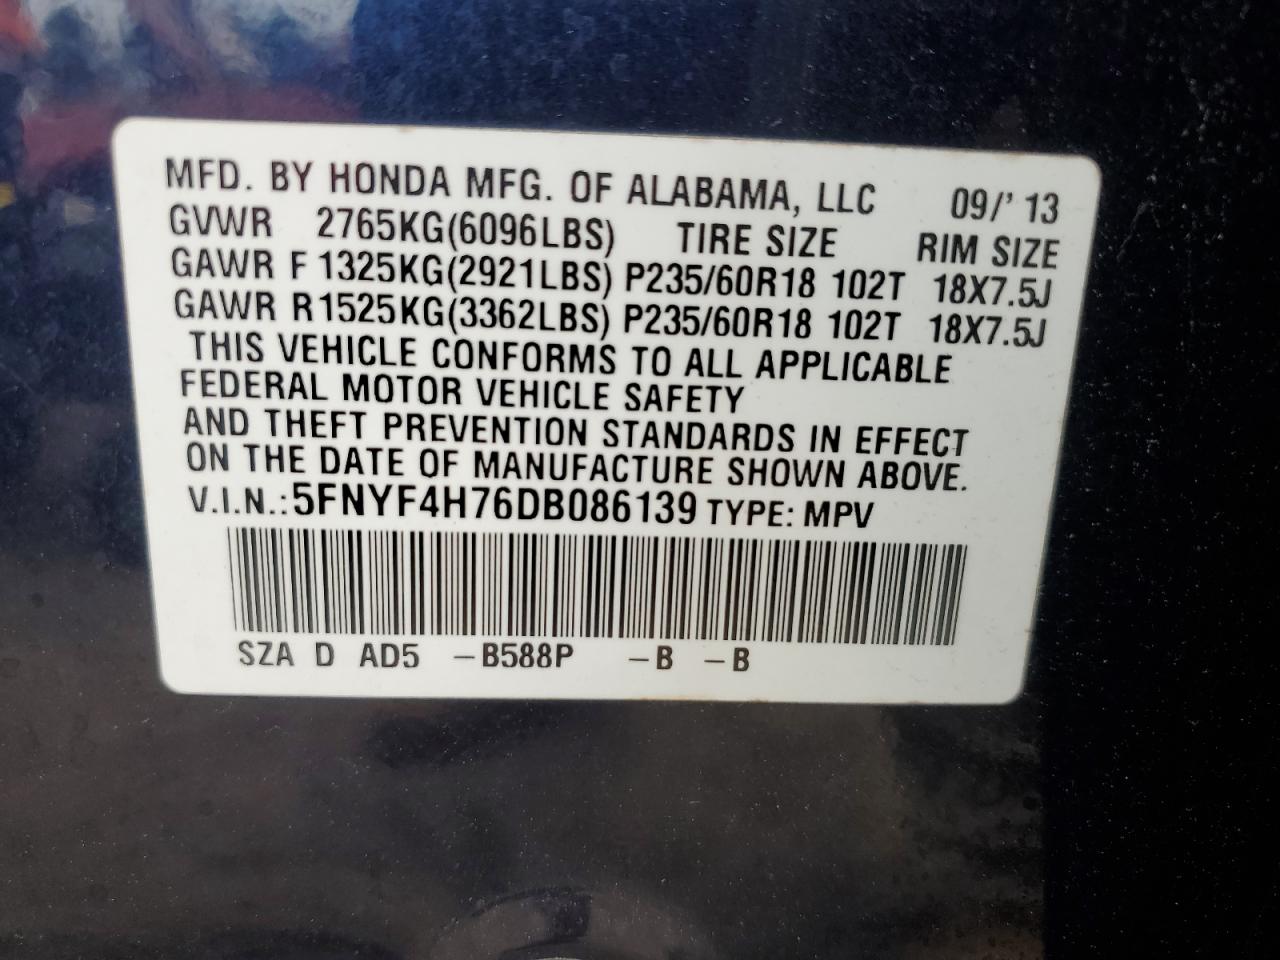 MFD. BY HONDA MFG. OF ALABAMA, LLC 09/' 13
GVWR 2765KG(6096LBS) TIRE SIZE RIM SIZE
GAWR F 1325KG(2921LBS) P235/60R18 102T 18X7.5J
GAWR R 1525KG(3362LBS) P235/60R18 102T 18X7.5J
THIS VEHICLE CONFORMS TO ALL APPLICABLE
FEDERAL MOTOR VEHICLE SAFETY
AND THEFT PREVENTION STANDARDS IN EFFECT
ON THE DATE OF MANUFACTURE SHOWN ABOVE.
V.I.N.: 5FNYF4H76DB086139 TYPE: MPV
SZA D AD5 –B588P –B –B